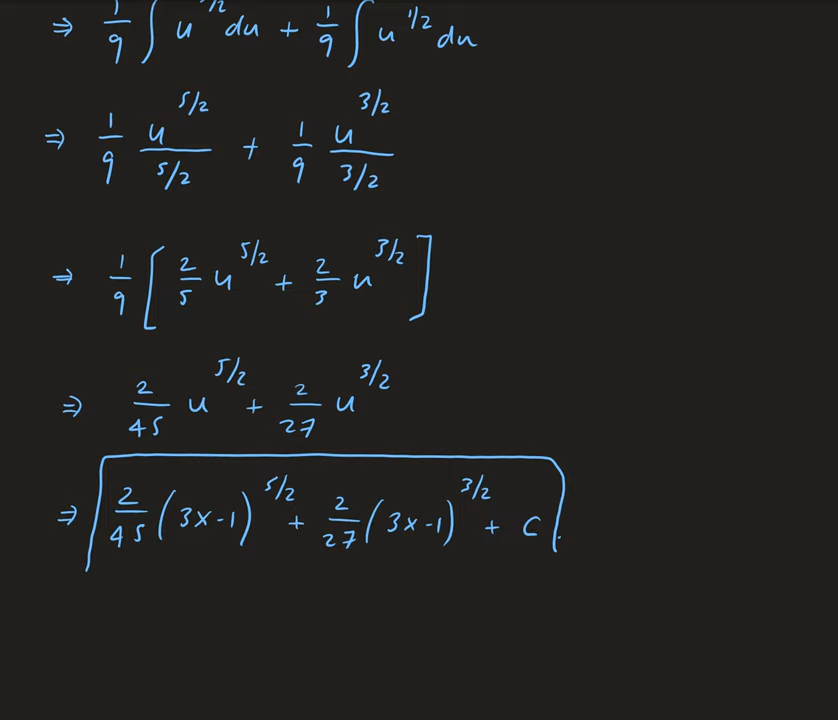 ⇒ 1/9 ∫ u^{/2} du + 1/9 ∫ u^{1/2} du
⇒ 1/9 u^{5/2}/(5/2) + 1/9 u^{3/2}/(3/2)
⇒ 1/9 [ 2/5 u^{5/2} + 2/3 u^{3/2} ]
⇒ 2/45 u^{5/2} + 2/27 u^{3/2}
⇒ 2/45 (3x-1)^{5/2} + 2/27 (3x-1)^{3/2} + C